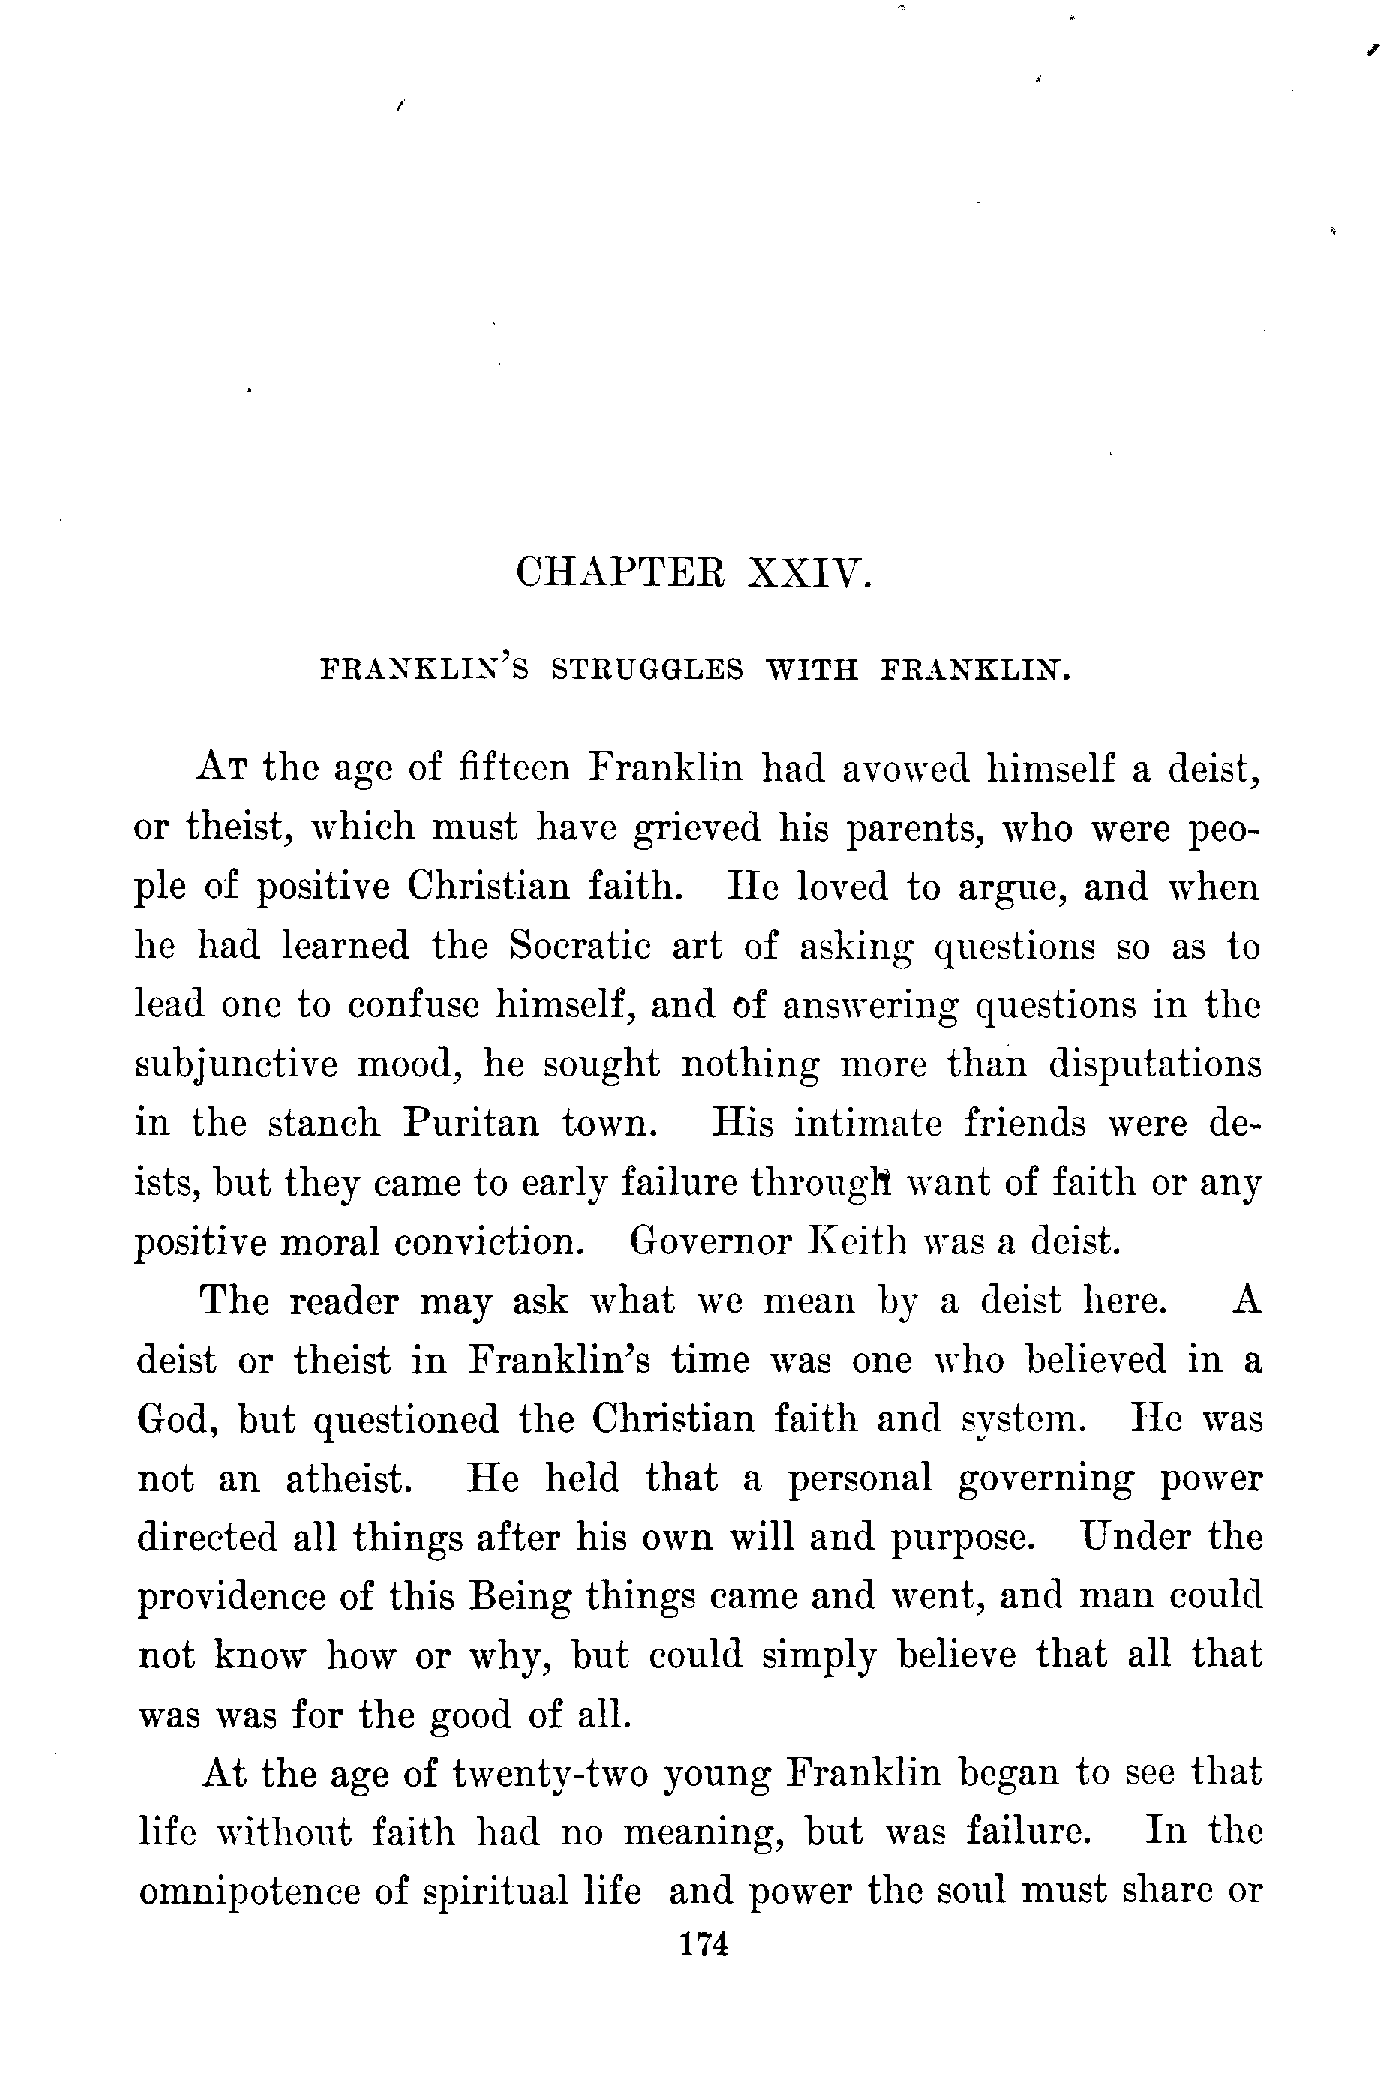 CHAPTER XXIV.
FRANKLIN'S STRUGGLES WITH FRANKLIN.
AT the age of fifteen Franklin had avowed himself a deist,
or theist, which must have grieved his parents, who were peo-
ple of positive Christian faith. He loved to argue, and when
he had learned the Socratic art of asking questions so as to
lead one to confuse himself, and of answering questions in the
subjunctive mood, he sought nothing more than disputations
in the stanch Puritan town. His intimate friends were de-
ists, but they came to early failure through want of faith or any
positive moral conviction. Governor Keith was a deist.
The reader may ask what we mean by a deist here. A
deist or theist in Franklin's time was one who believed in a
God, but questioned the Christian faith and system. He was
not an atheist. He held that a personal governing power
directed all things after his own will and purpose. Under the
providence of this Being things came and went, and man could
not know how or why, but could simply believe that all that
was was for the good of all.
At the age of twenty-two young Franklin began to see that
life without faith had no meaning, but was failure. In the
omnipotence of spiritual life and power the soul must share or
174